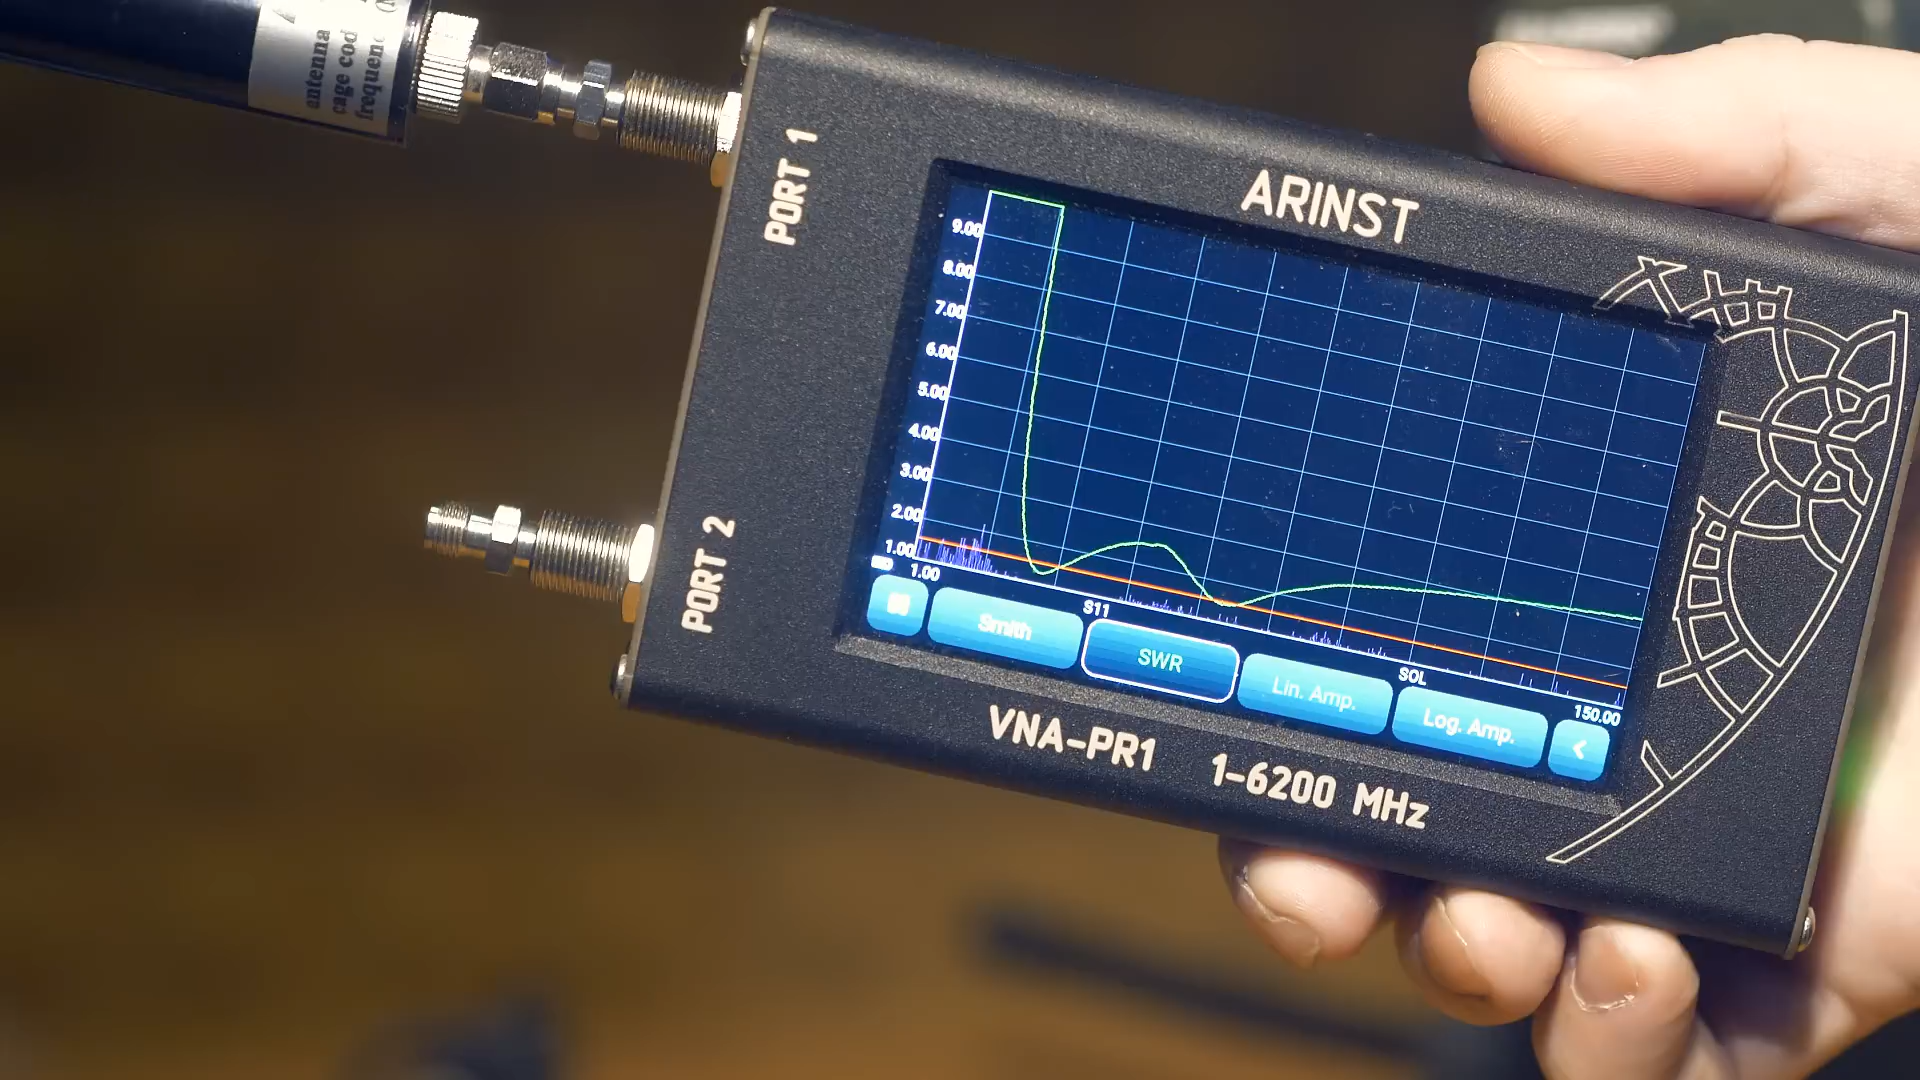 antenna
cage cod
frequenc
PORT 1
PORT 2
ARINST
9.00
8.00
7.00
6.00
5.00
4.00
3.00
2.00
1.00
1.00
S11
SOL
150.00
Smith
SWR
Lin. Amp.
Log. Amp.
<
VNA-PR1 1-6200 MHz